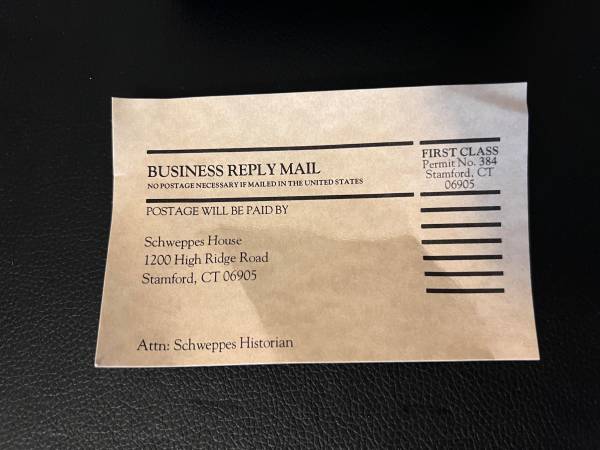 BUSINESS REPLY MAIL
NO POSTAGE NECESSARY IF MAILED IN THE UNITED STATES
FIRST CLASS
Permit No. 384
Stamford, CT
06905
POSTAGE WILL BE PAID BY
Schweppes House
1200 High Ridge Road
Stamford, CT 06905
Attn: Schweppes Historian